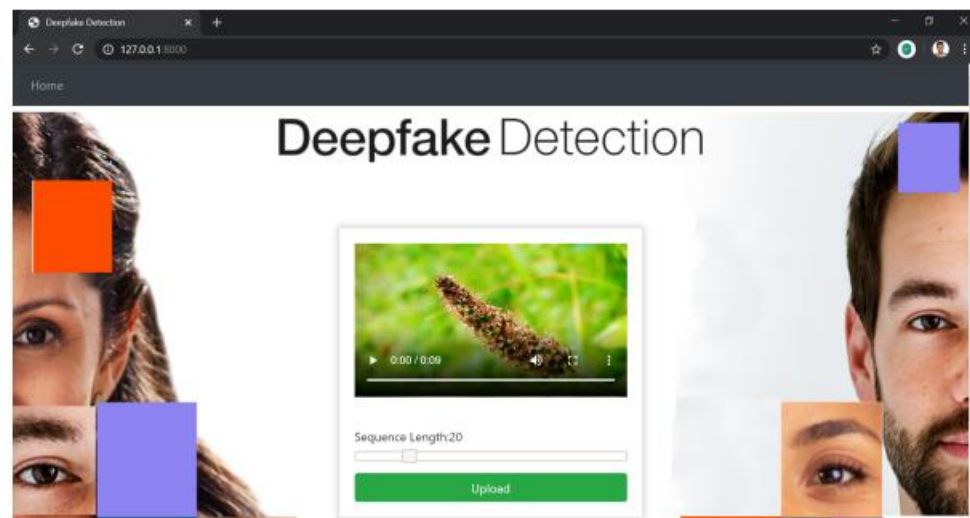 Deepfake Detection
127.0.0.1:8000
Home
Deepfake Detection
0:00 / 0:09
Sequence Length:20
Upload